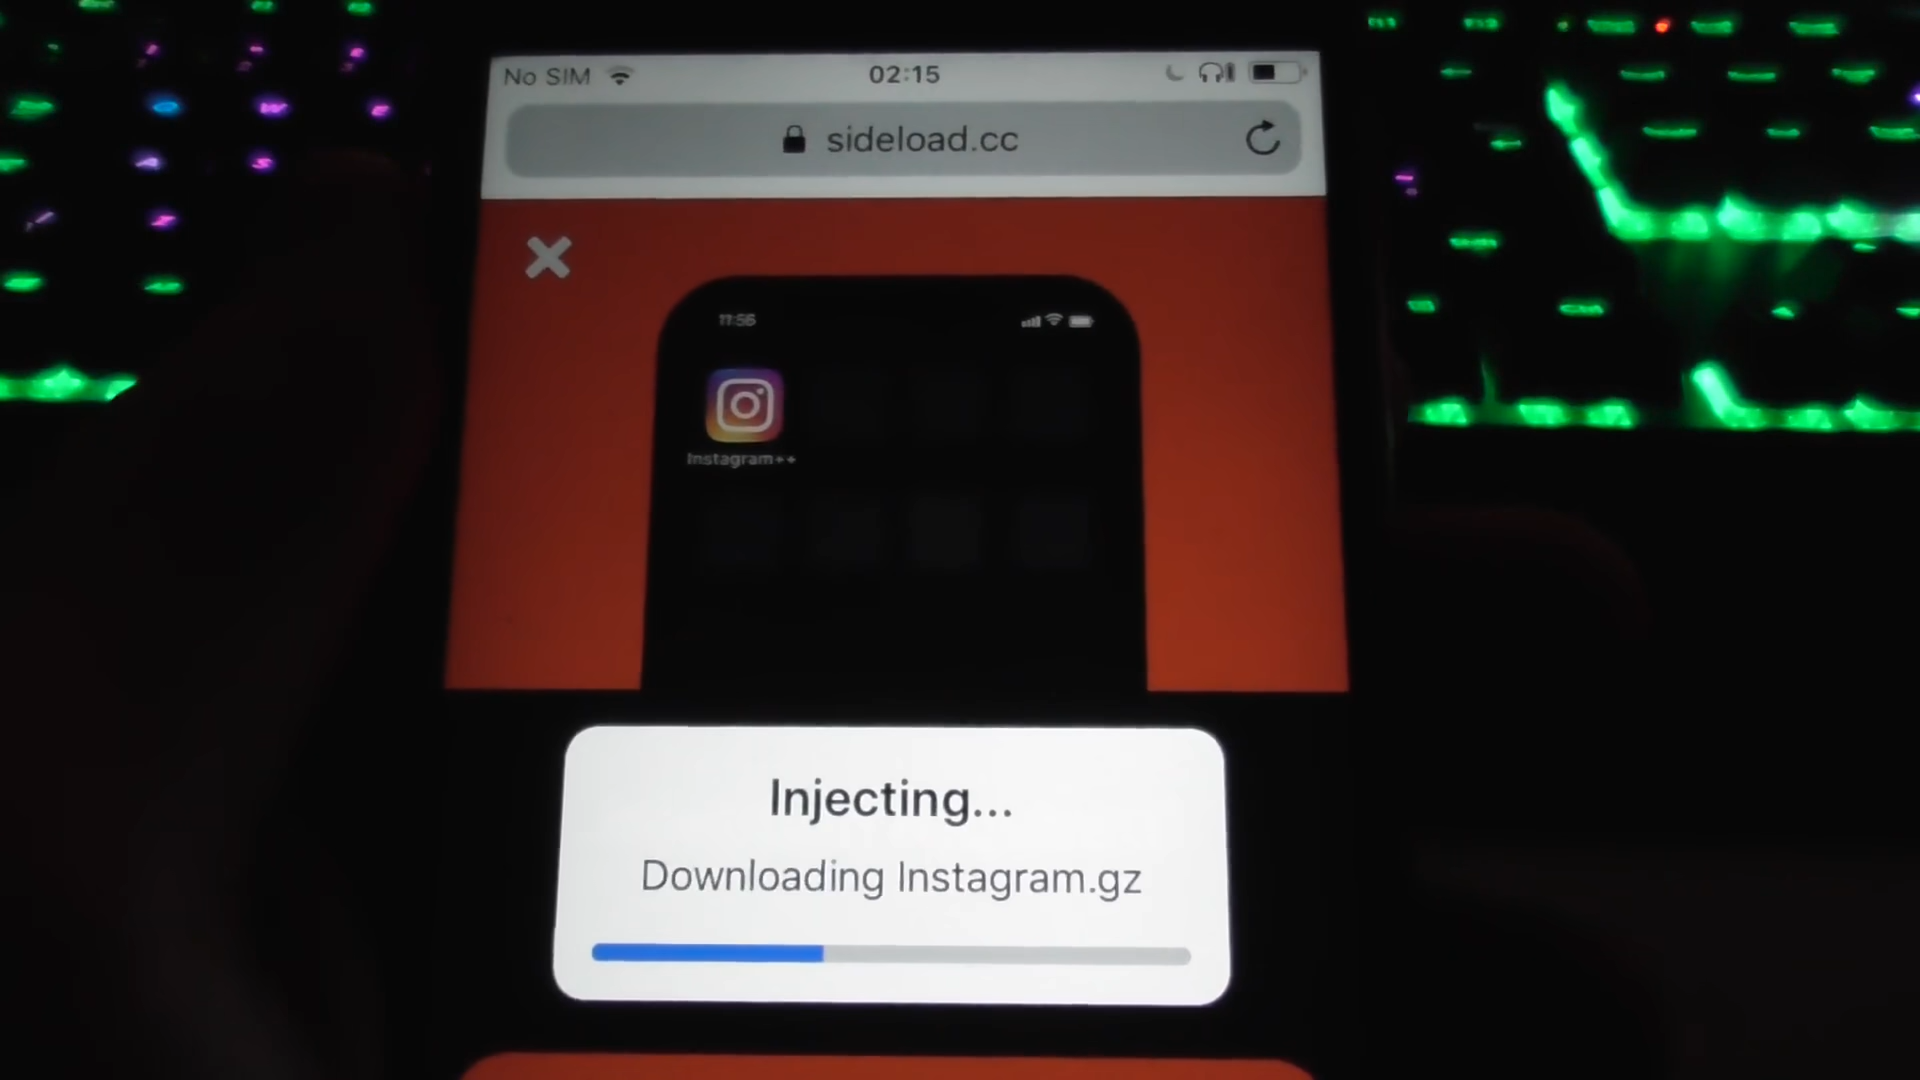 No SIM 02:15
sideload.cc
11:56
Instagram++
Injecting...
Downloading Instagram.gz